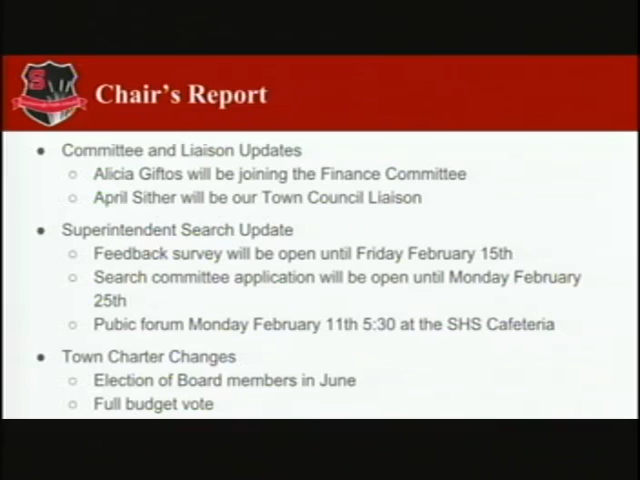 S
Chair's Report
● Committee and Liaison Updates
○ Alicia Giftos will be joining the Finance Committee
○ April Sither will be our Town Council Liaison
● Superintendent Search Update
○ Feedback survey will be open until Friday February 15th
○ Search committee application will be open until Monday February
25th
○ Pubic forum Monday February 11th 5:30 at the SHS Cafeteria
● Town Charter Changes
○ Election of Board members in June
○ Full budget vote